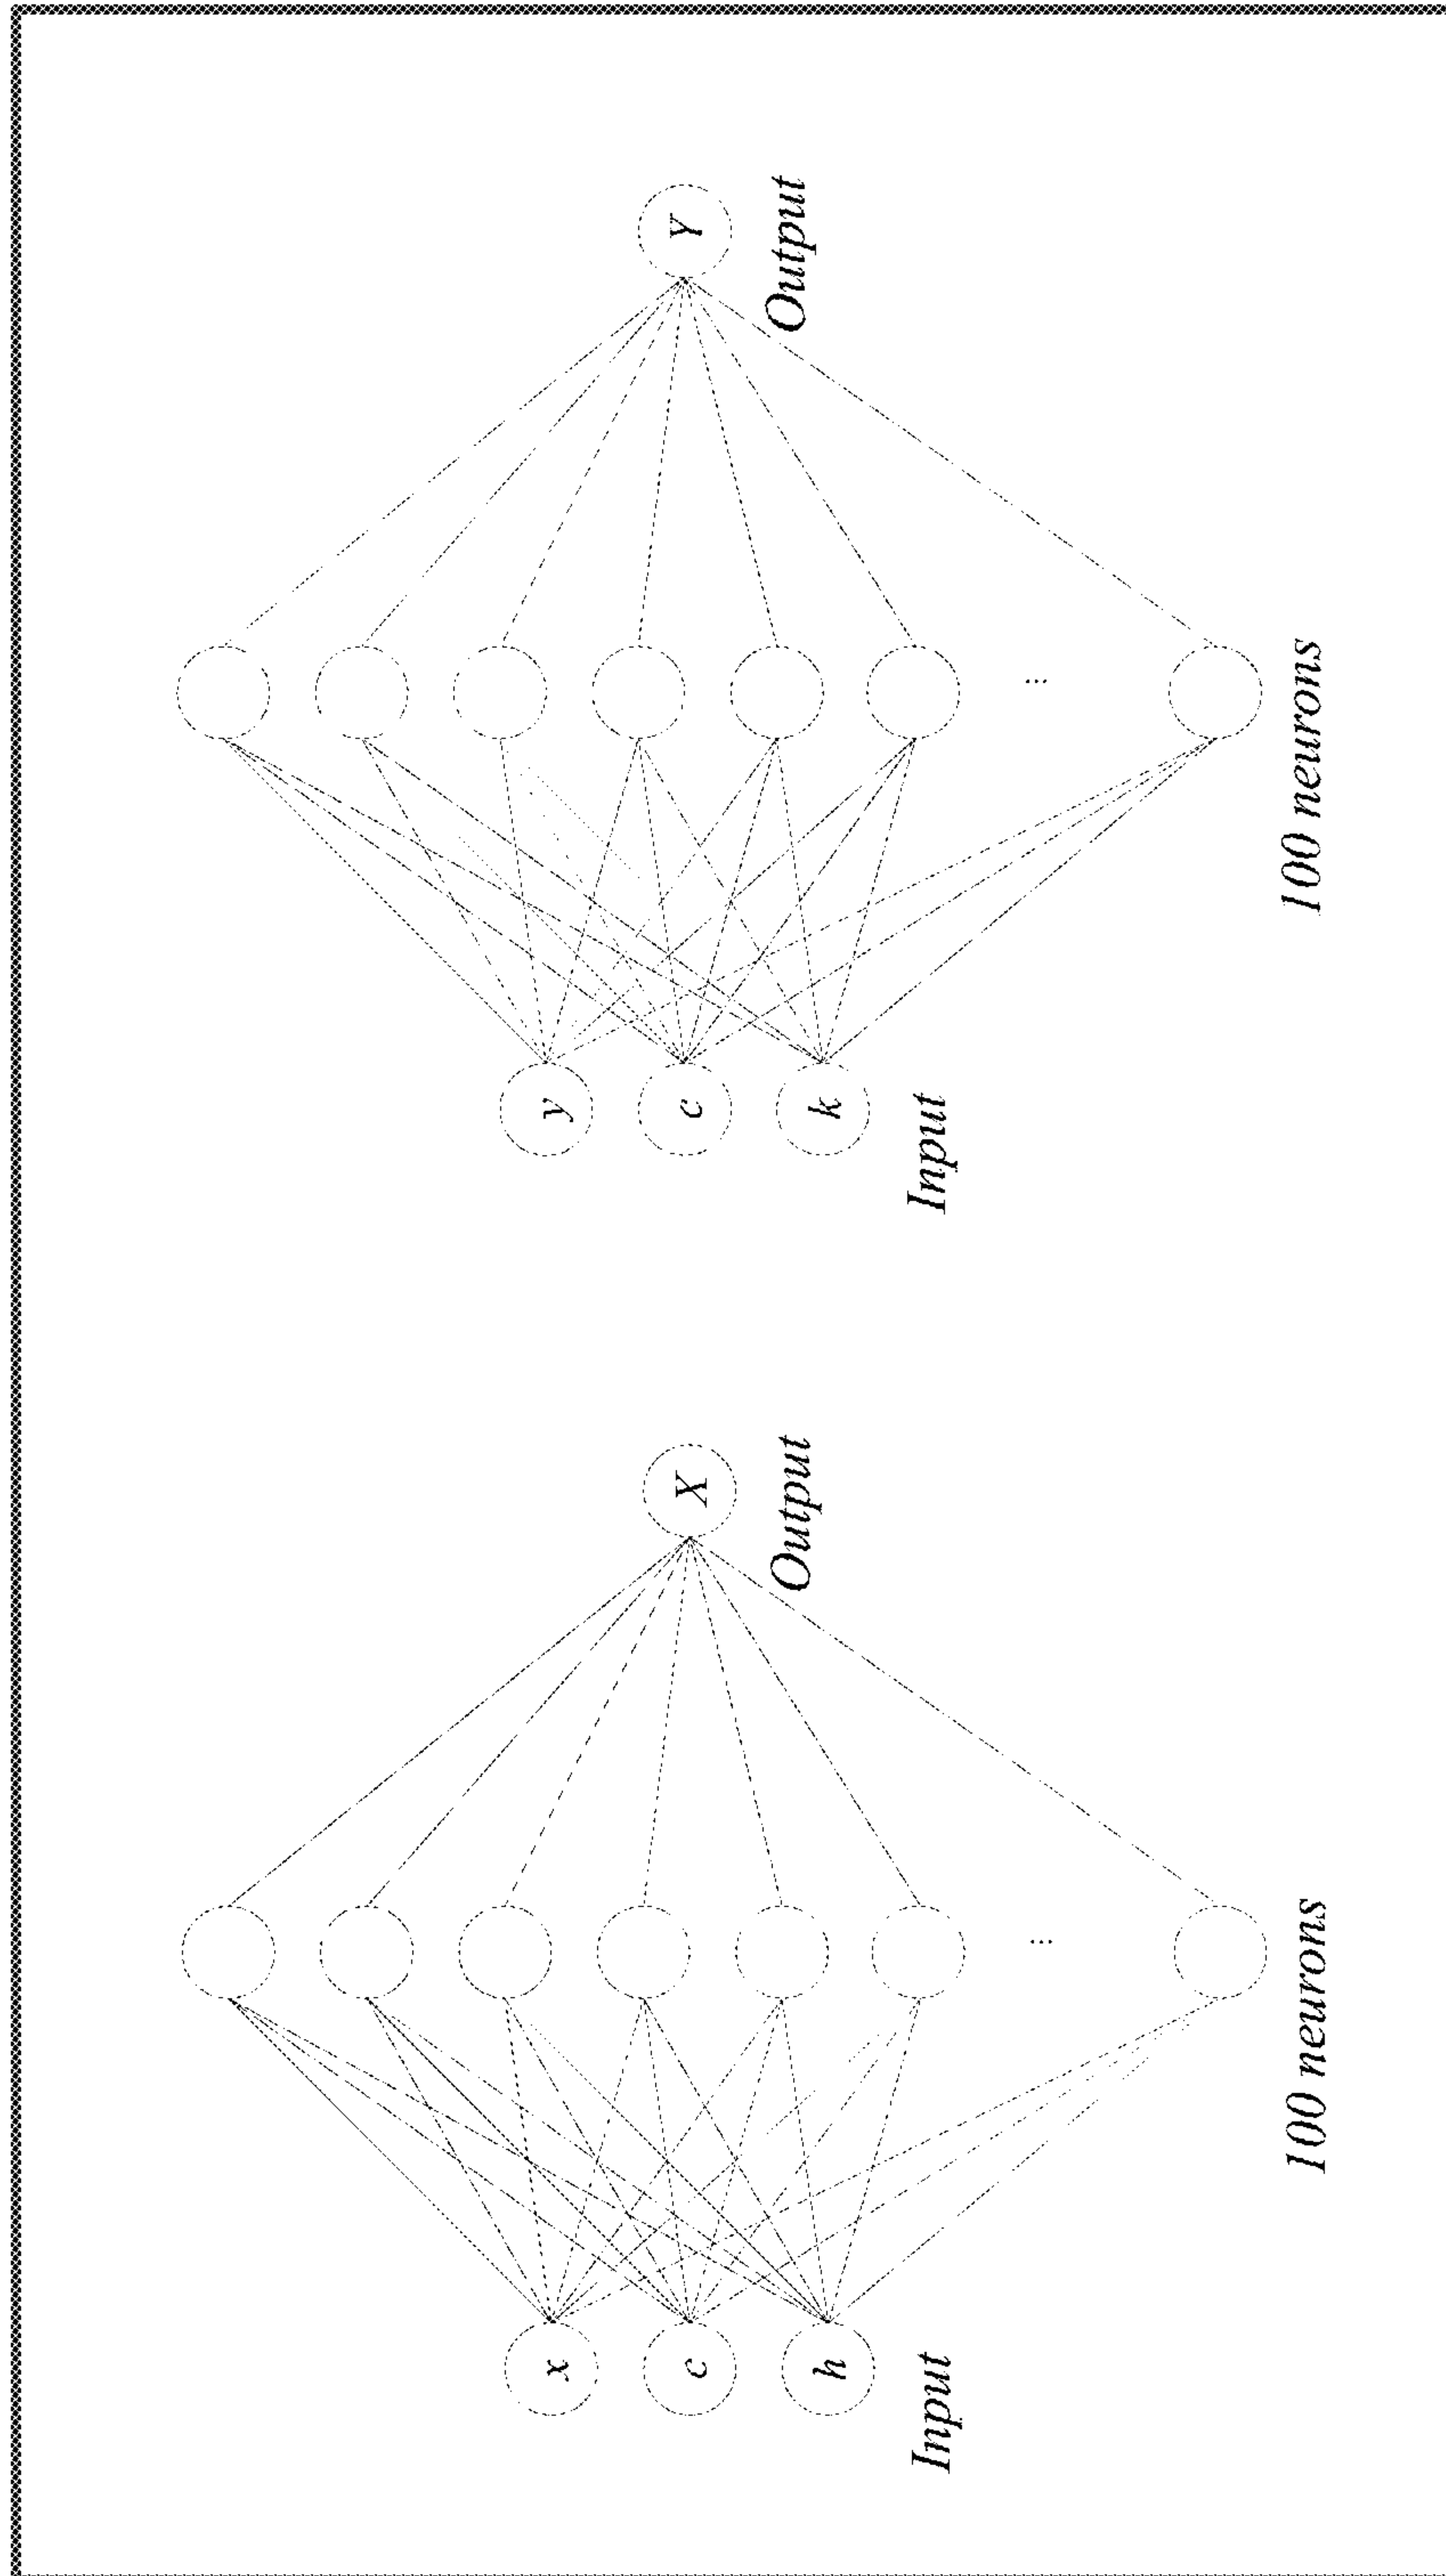 x
c
h
Input
⋮
100 neurons
X
Output
y
c
k
Input
⋮
100 neurons
Y
Output